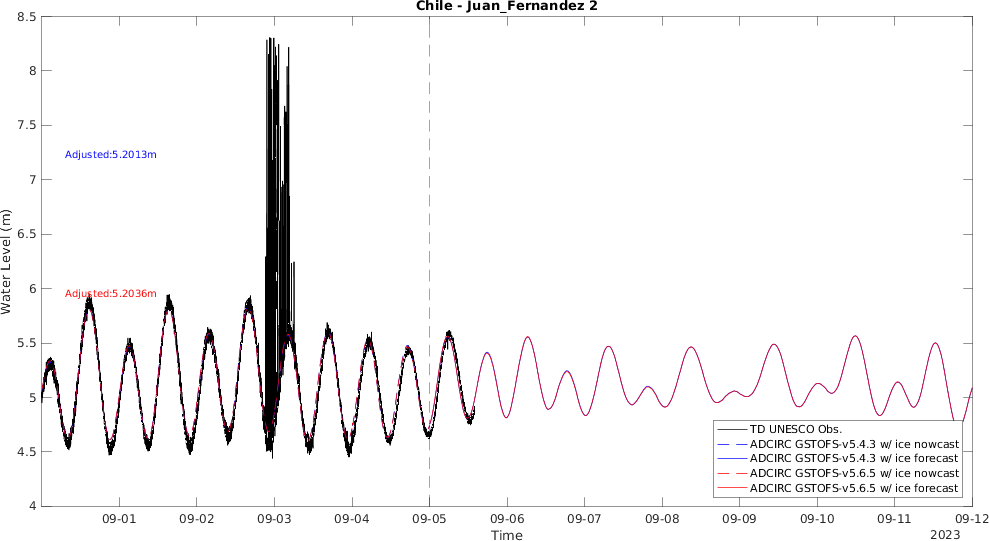 Chile - Juan_Fernandez 2
8.5
8
7.5
7
6.5
6
5.5
5
4.5
4
Water Level (m)
Adjusted:5.2013m
Adjusted:5.2036m
TD UNESCO Obs.
ADCIRC GSTOFS-v5.4.3 w/ ice nowcast
ADCIRC GSTOFS-v5.4.3 w/ ice forecast
ADCIRC GSTOFS-v5.6.5 w/ ice nowcast
ADCIRC GSTOFS-v5.6.5 w/ ice forecast
09-01 09-02 09-03 09-04 09-05 09-06 09-07 09-08 09-09 09-10 09-11 09-12
Time
2023